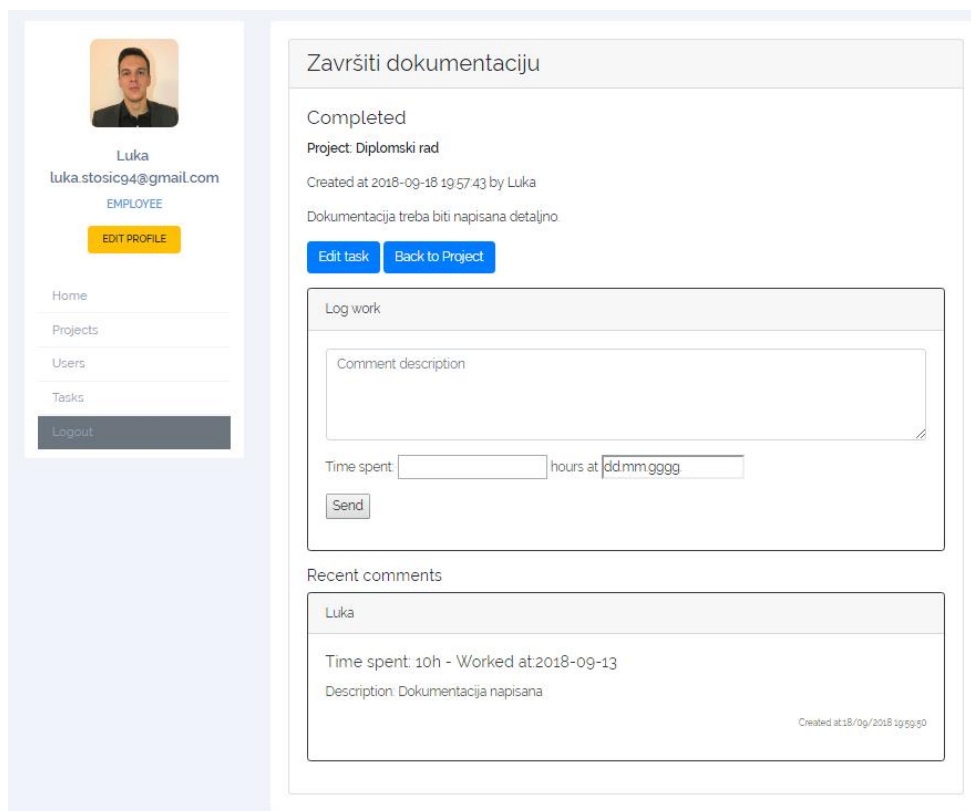 Luka
luka.stosic94@gmail.com
EMPLOYEE
EDIT PROFILE
Home
Projects
Users
Tasks
Logout
Završiti dokumentaciju
Completed
Project: Diplomski rad
Created at 2018-09-18 19:57:43 by Luka
Dokumentacija treba biti napisana detaljno.
Edit task Back to Project
Log work
Comment description
Time spent: hours at dd.mm.gggg.
Send
Recent comments
Luka
Time spent: 10h - Worked at:2018-09-13
Description: Dokumentacija napisana
Created at:18/09/2018 19:59:50